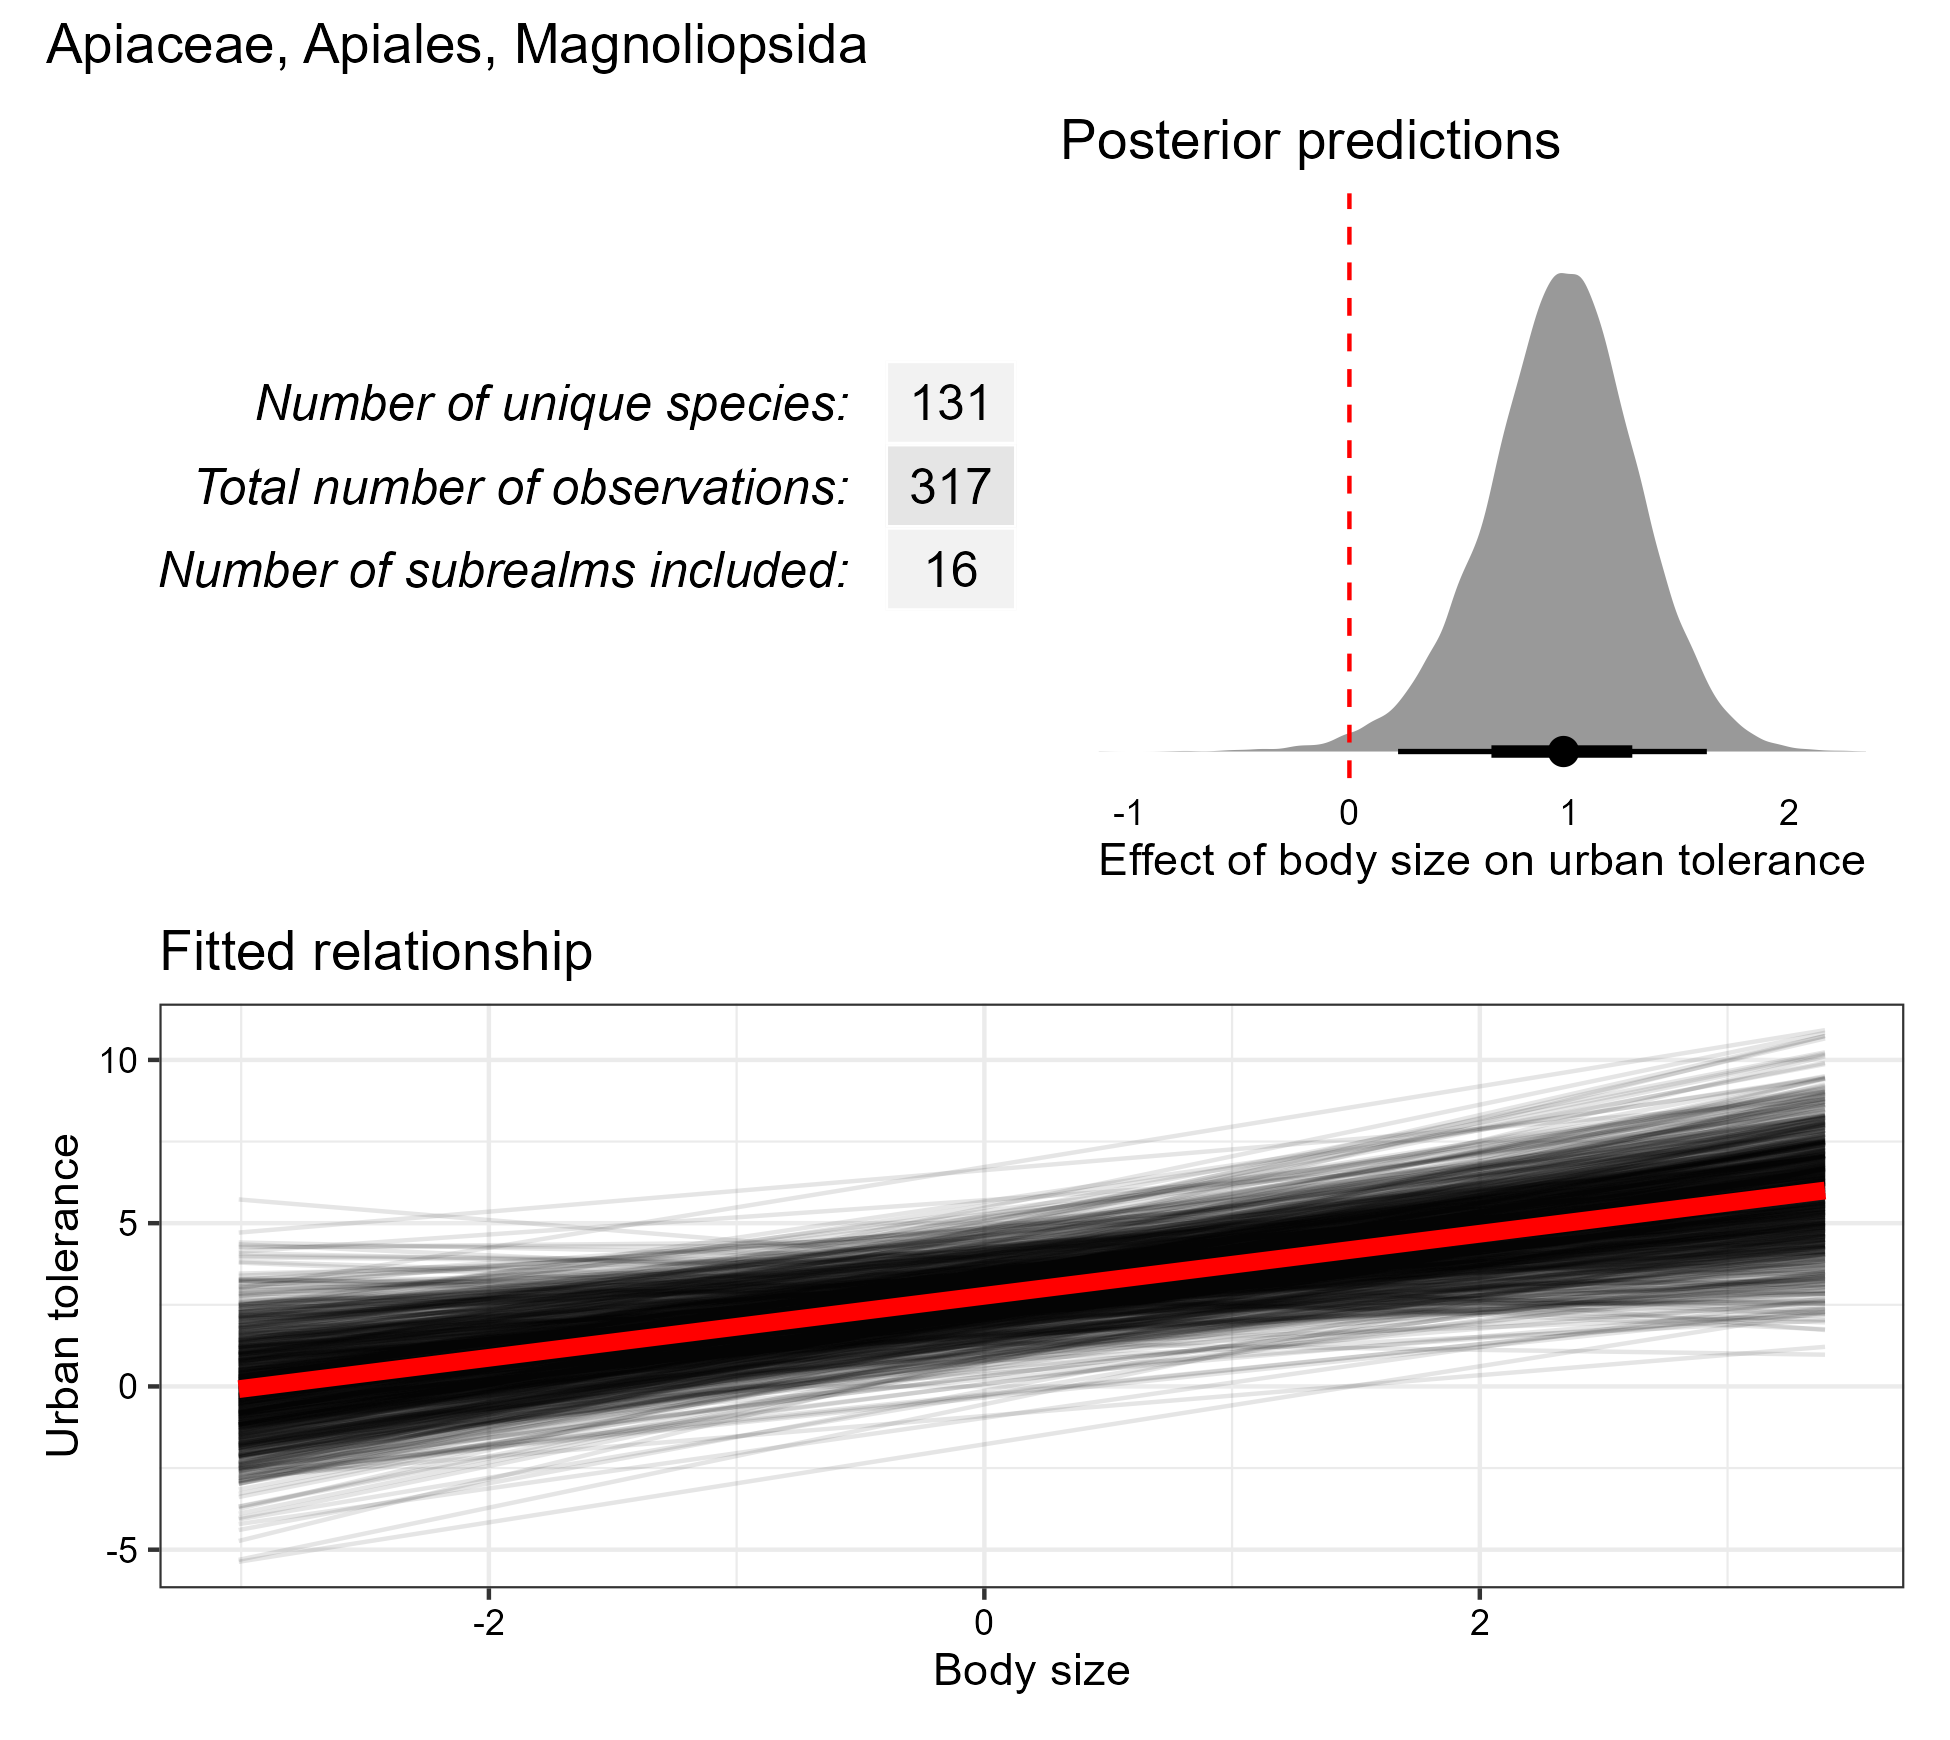 Apiaceae, Apiales, Magnoliopsida
Posterior predictions
Number of unique species: 131
Total number of observations: 317
Number of subrealms included: 16
-1 0 1 2
Effect of body size on urban tolerance
Fitted relationship
10
5
0
-5
Urban tolerance
-2 0 2
Body size